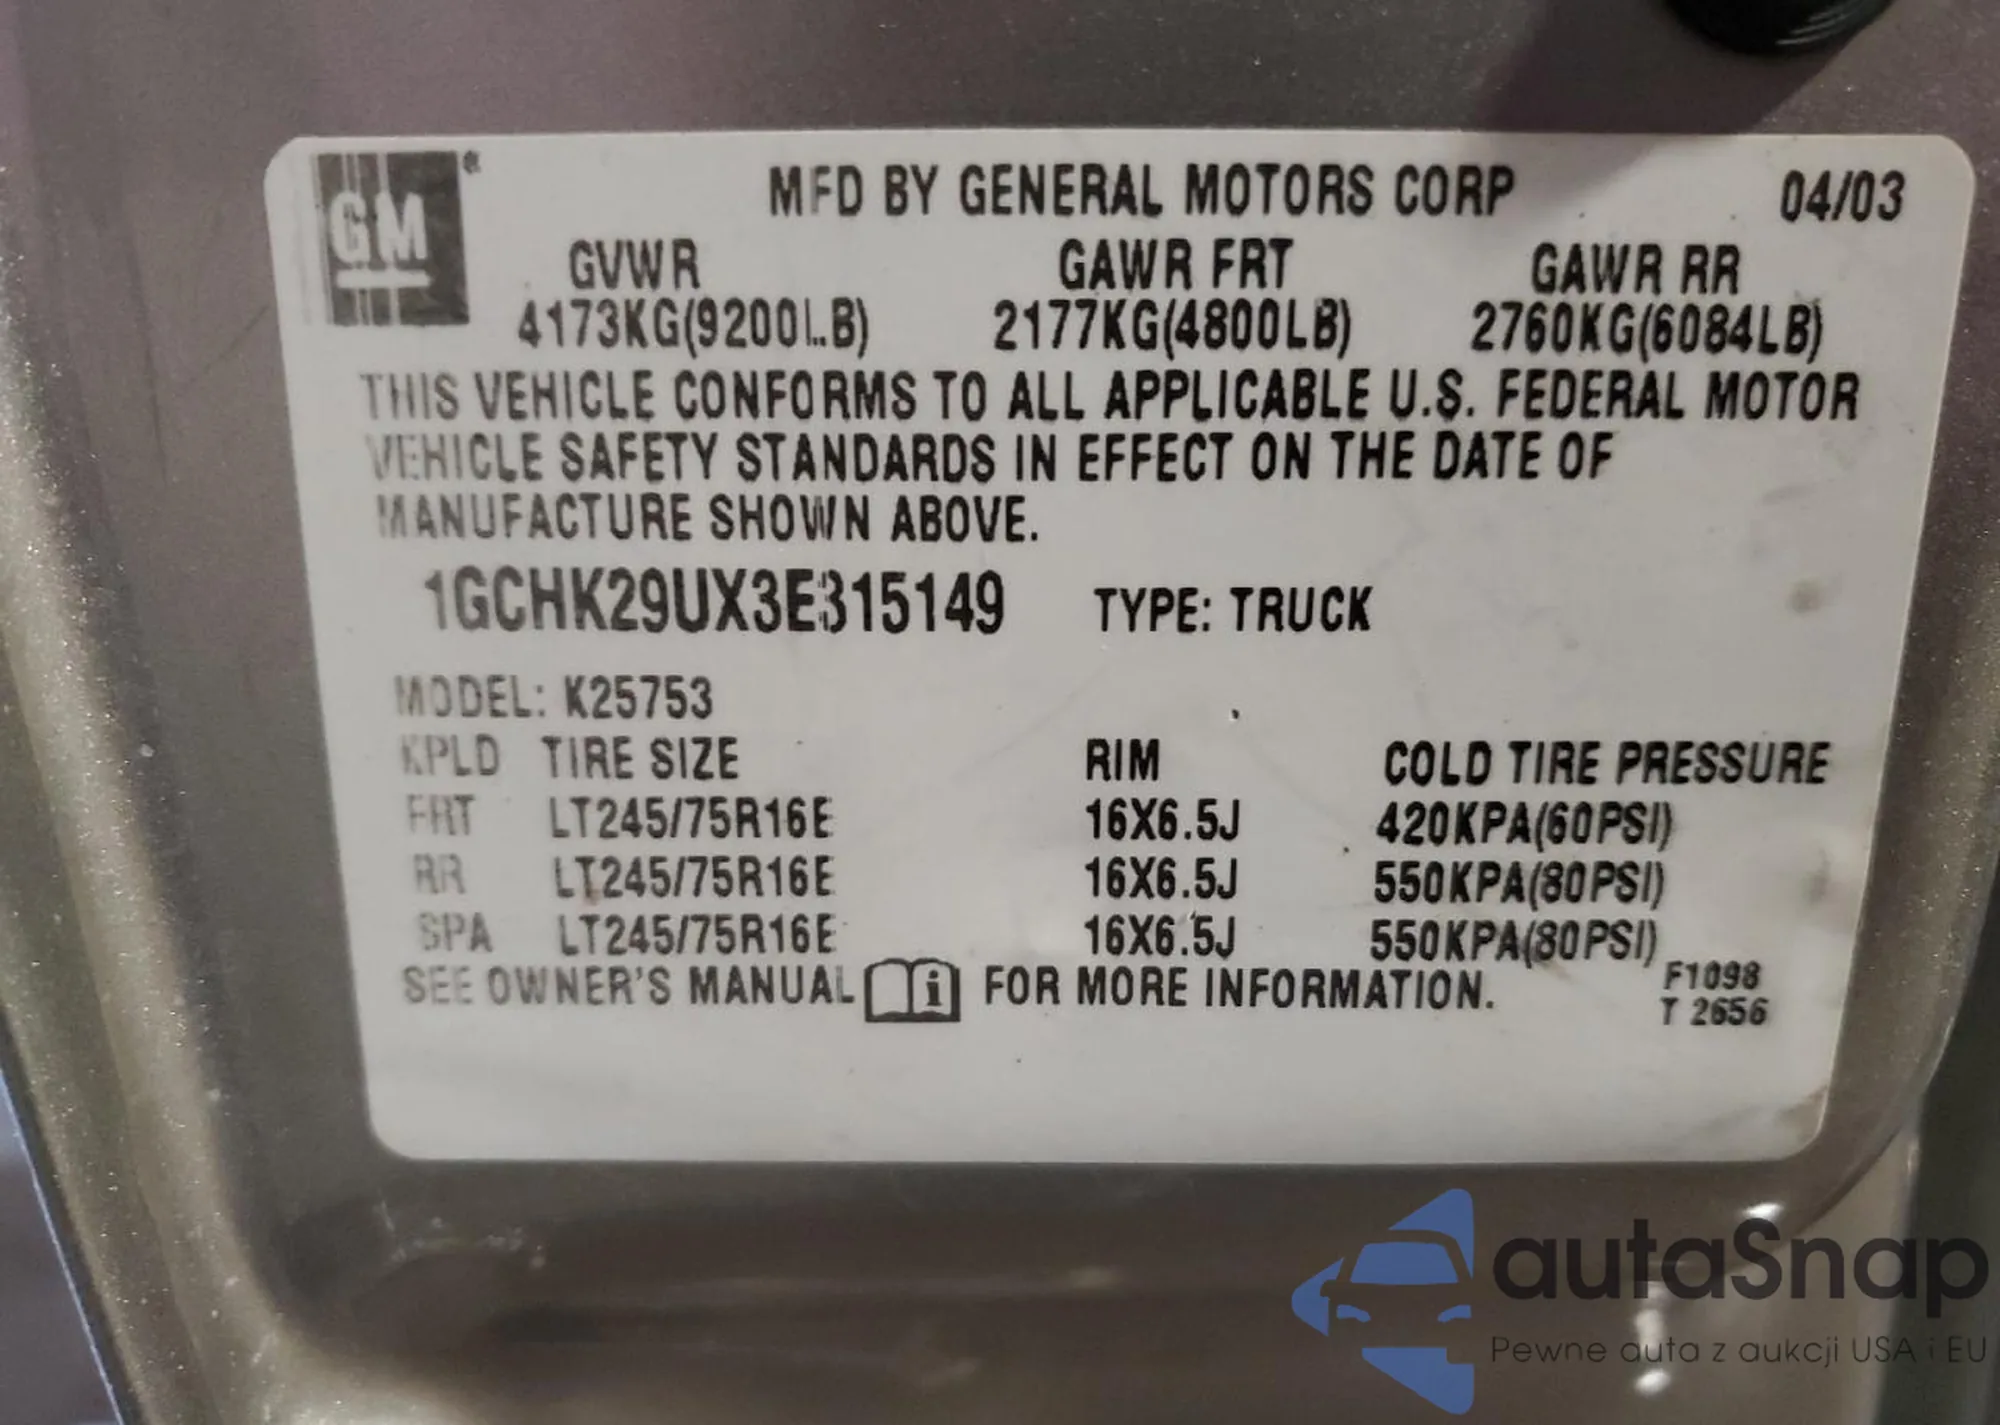 GM®
MFD BY GENERAL MOTORS CORP 04/03
GVWR GAWR FRT GAWR RR
4173KG(9200LB) 2177KG(4800LB) 2760KG(6084LB)
THIS VEHICLE CONFORMS TO ALL APPLICABLE U.S. FEDERAL MOTOR
VEHICLE SAFETY STANDARDS IN EFFECT ON THE DATE OF
MANUFACTURE SHOWN ABOVE.
1GCHK29UX3E315149 TYPE: TRUCK
MODEL: K25753
KPLD TIRE SIZE RIM COLD TIRE PRESSURE
FRT LT245/75R16E 16X6.5J 420KPA(60PSI)
RR LT245/75R16E 16X6.5J 550KPA(80PSI)
SPA LT245/75R16E 16X6.5J 550KPA(80PSI)
SEE OWNER'S MANUAL i FOR MORE INFORMATION.
F1098
T 2656
autaSnap
Pewne auta z aukcji USA i EU